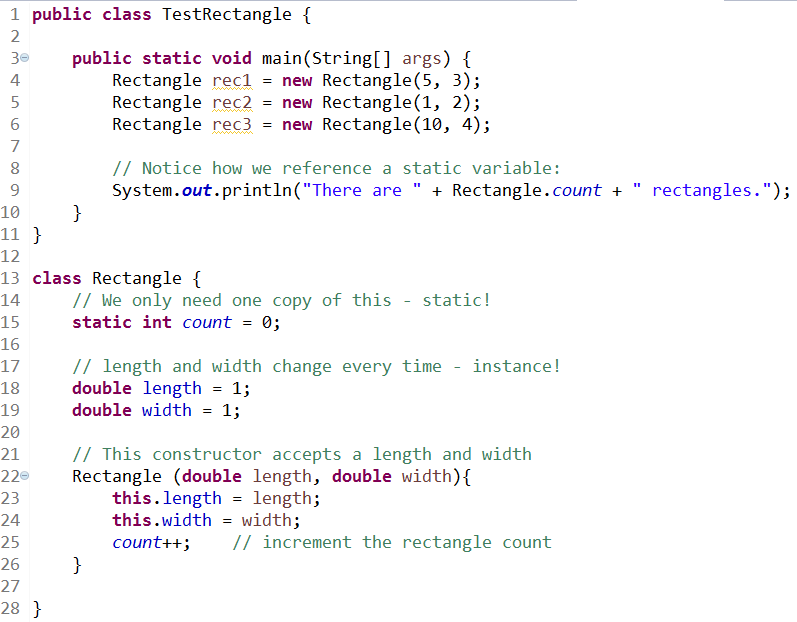 1 public class TestRectangle {
2
3 public static void main(String[] args) {
4 Rectangle rec1 = new Rectangle(5, 3);
5 Rectangle rec2 = new Rectangle(1, 2);
6 Rectangle rec3 = new Rectangle(10, 4);
7
8 // Notice how we reference a static variable:
9 System.out.println("There are " + Rectangle.count + " rectangles.");
10 }
11 }
12
13 class Rectangle {
14 // We only need one copy of this - static!
15 static int count = 0;
16
17 // length and width change every time - instance!
18 double length = 1;
19 double width = 1;
20
21 // This constructor accepts a length and width
22 Rectangle (double length, double width){
23 this.length = length;
24 this.width = width;
25 count++; // increment the rectangle count
26 }
27
28 }